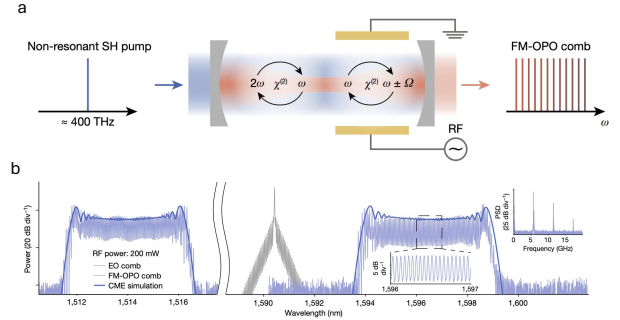 a
Non-resonant SH pump
≈ 400 THz
2ω χ(2) ω
ω χ(2) ω ± Ω
RF
~
FM-OPO comb
ω
b
Power (20 dB div⁻¹)
RF power: 200 mW
EO comb
FM-OPO comb
CME simulation
5 dB
div⁻¹
1,596 1,597
PSD
(25 dB div⁻¹)
0 5 10 15
Frequency (GHz)
1,512 1,514 1,516 1,590 1,592 1,594 1,596 1,598 1,600
Wavelength (nm)